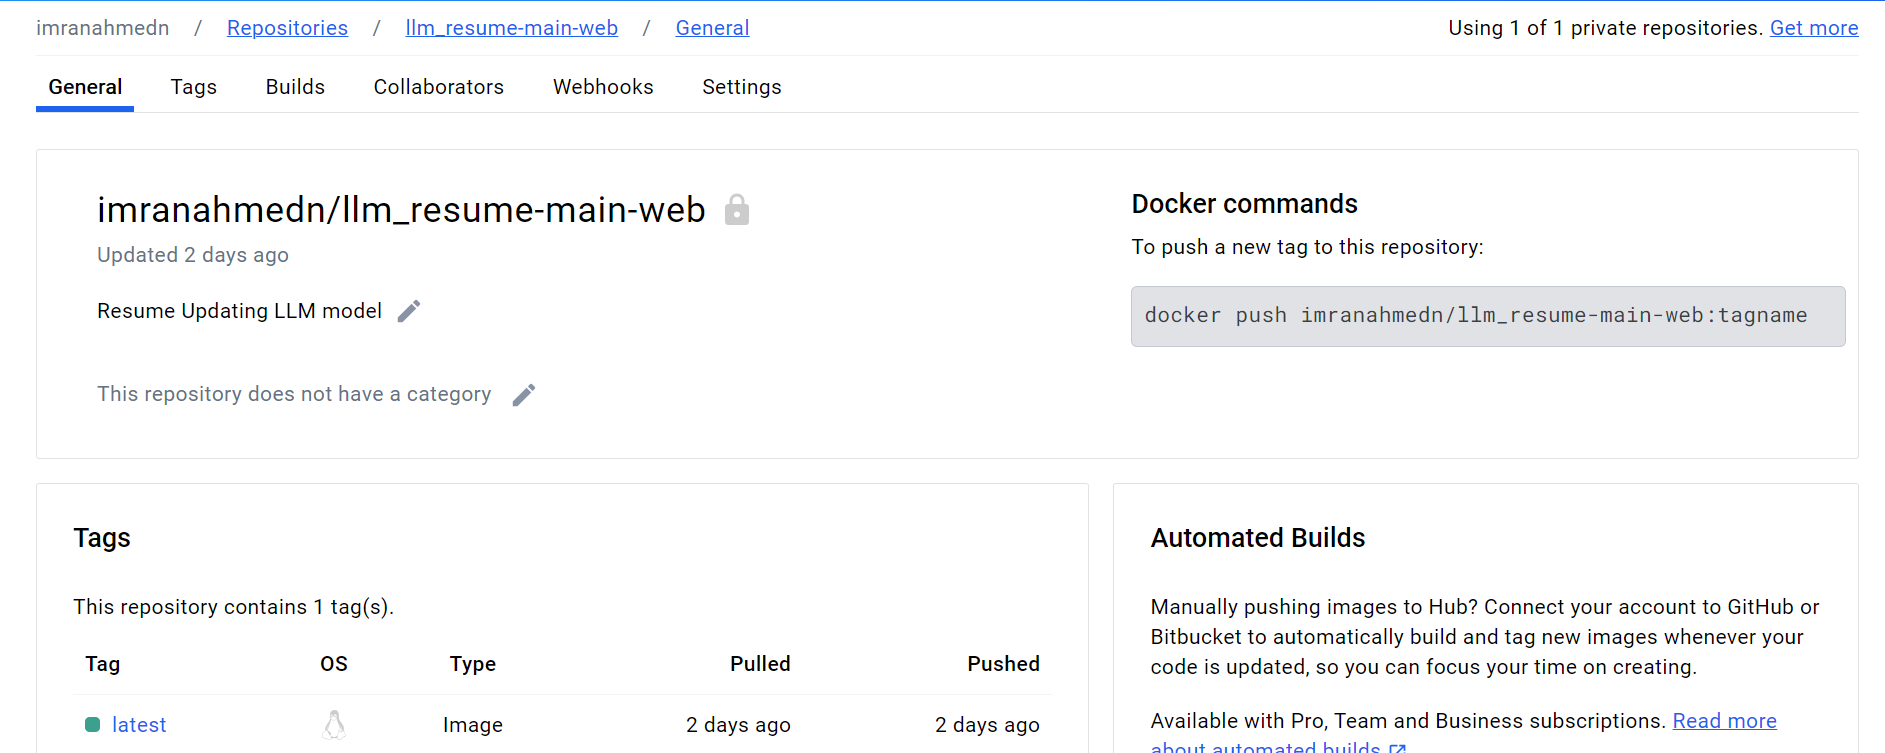 imranahmedn / Repositories / llm_resume-main-web / General
Using 1 of 1 private repositories. Get more
General Tags Builds Collaborators Webhooks Settings
imranahmedn/llm_resume-main-web
Updated 2 days ago
Resume Updating LLM model
This repository does not have a category
Docker commands
To push a new tag to this repository:
docker push imranahmedn/llm_resume-main-web:tagname
Tags
This repository contains 1 tag(s).
Tag OS Type Pulled Pushed
latest Image 2 days ago 2 days ago
Automated Builds
Manually pushing images to Hub? Connect your account to GitHub or
Bitbucket to automatically build and tag new images whenever your
code is updated, so you can focus your time on creating.
Available with Pro, Team and Business subscriptions. Read more
about automated builds